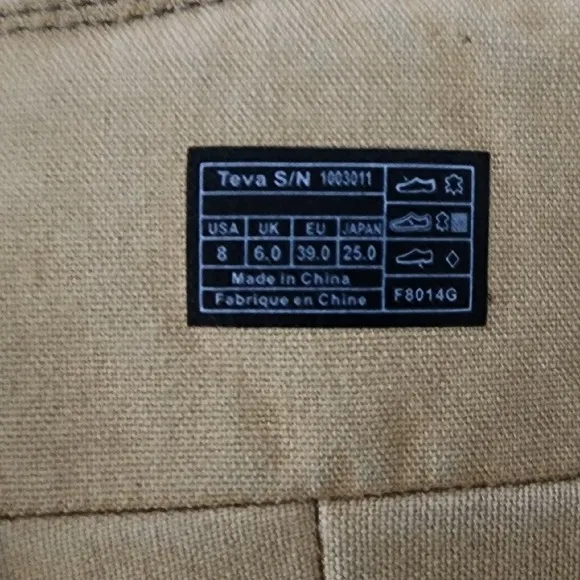 Teva S/N 1003011
USA UK EU JAPAN
8 6.0 39.0 25.0
Made in China
Fabrique en Chine
F8014G